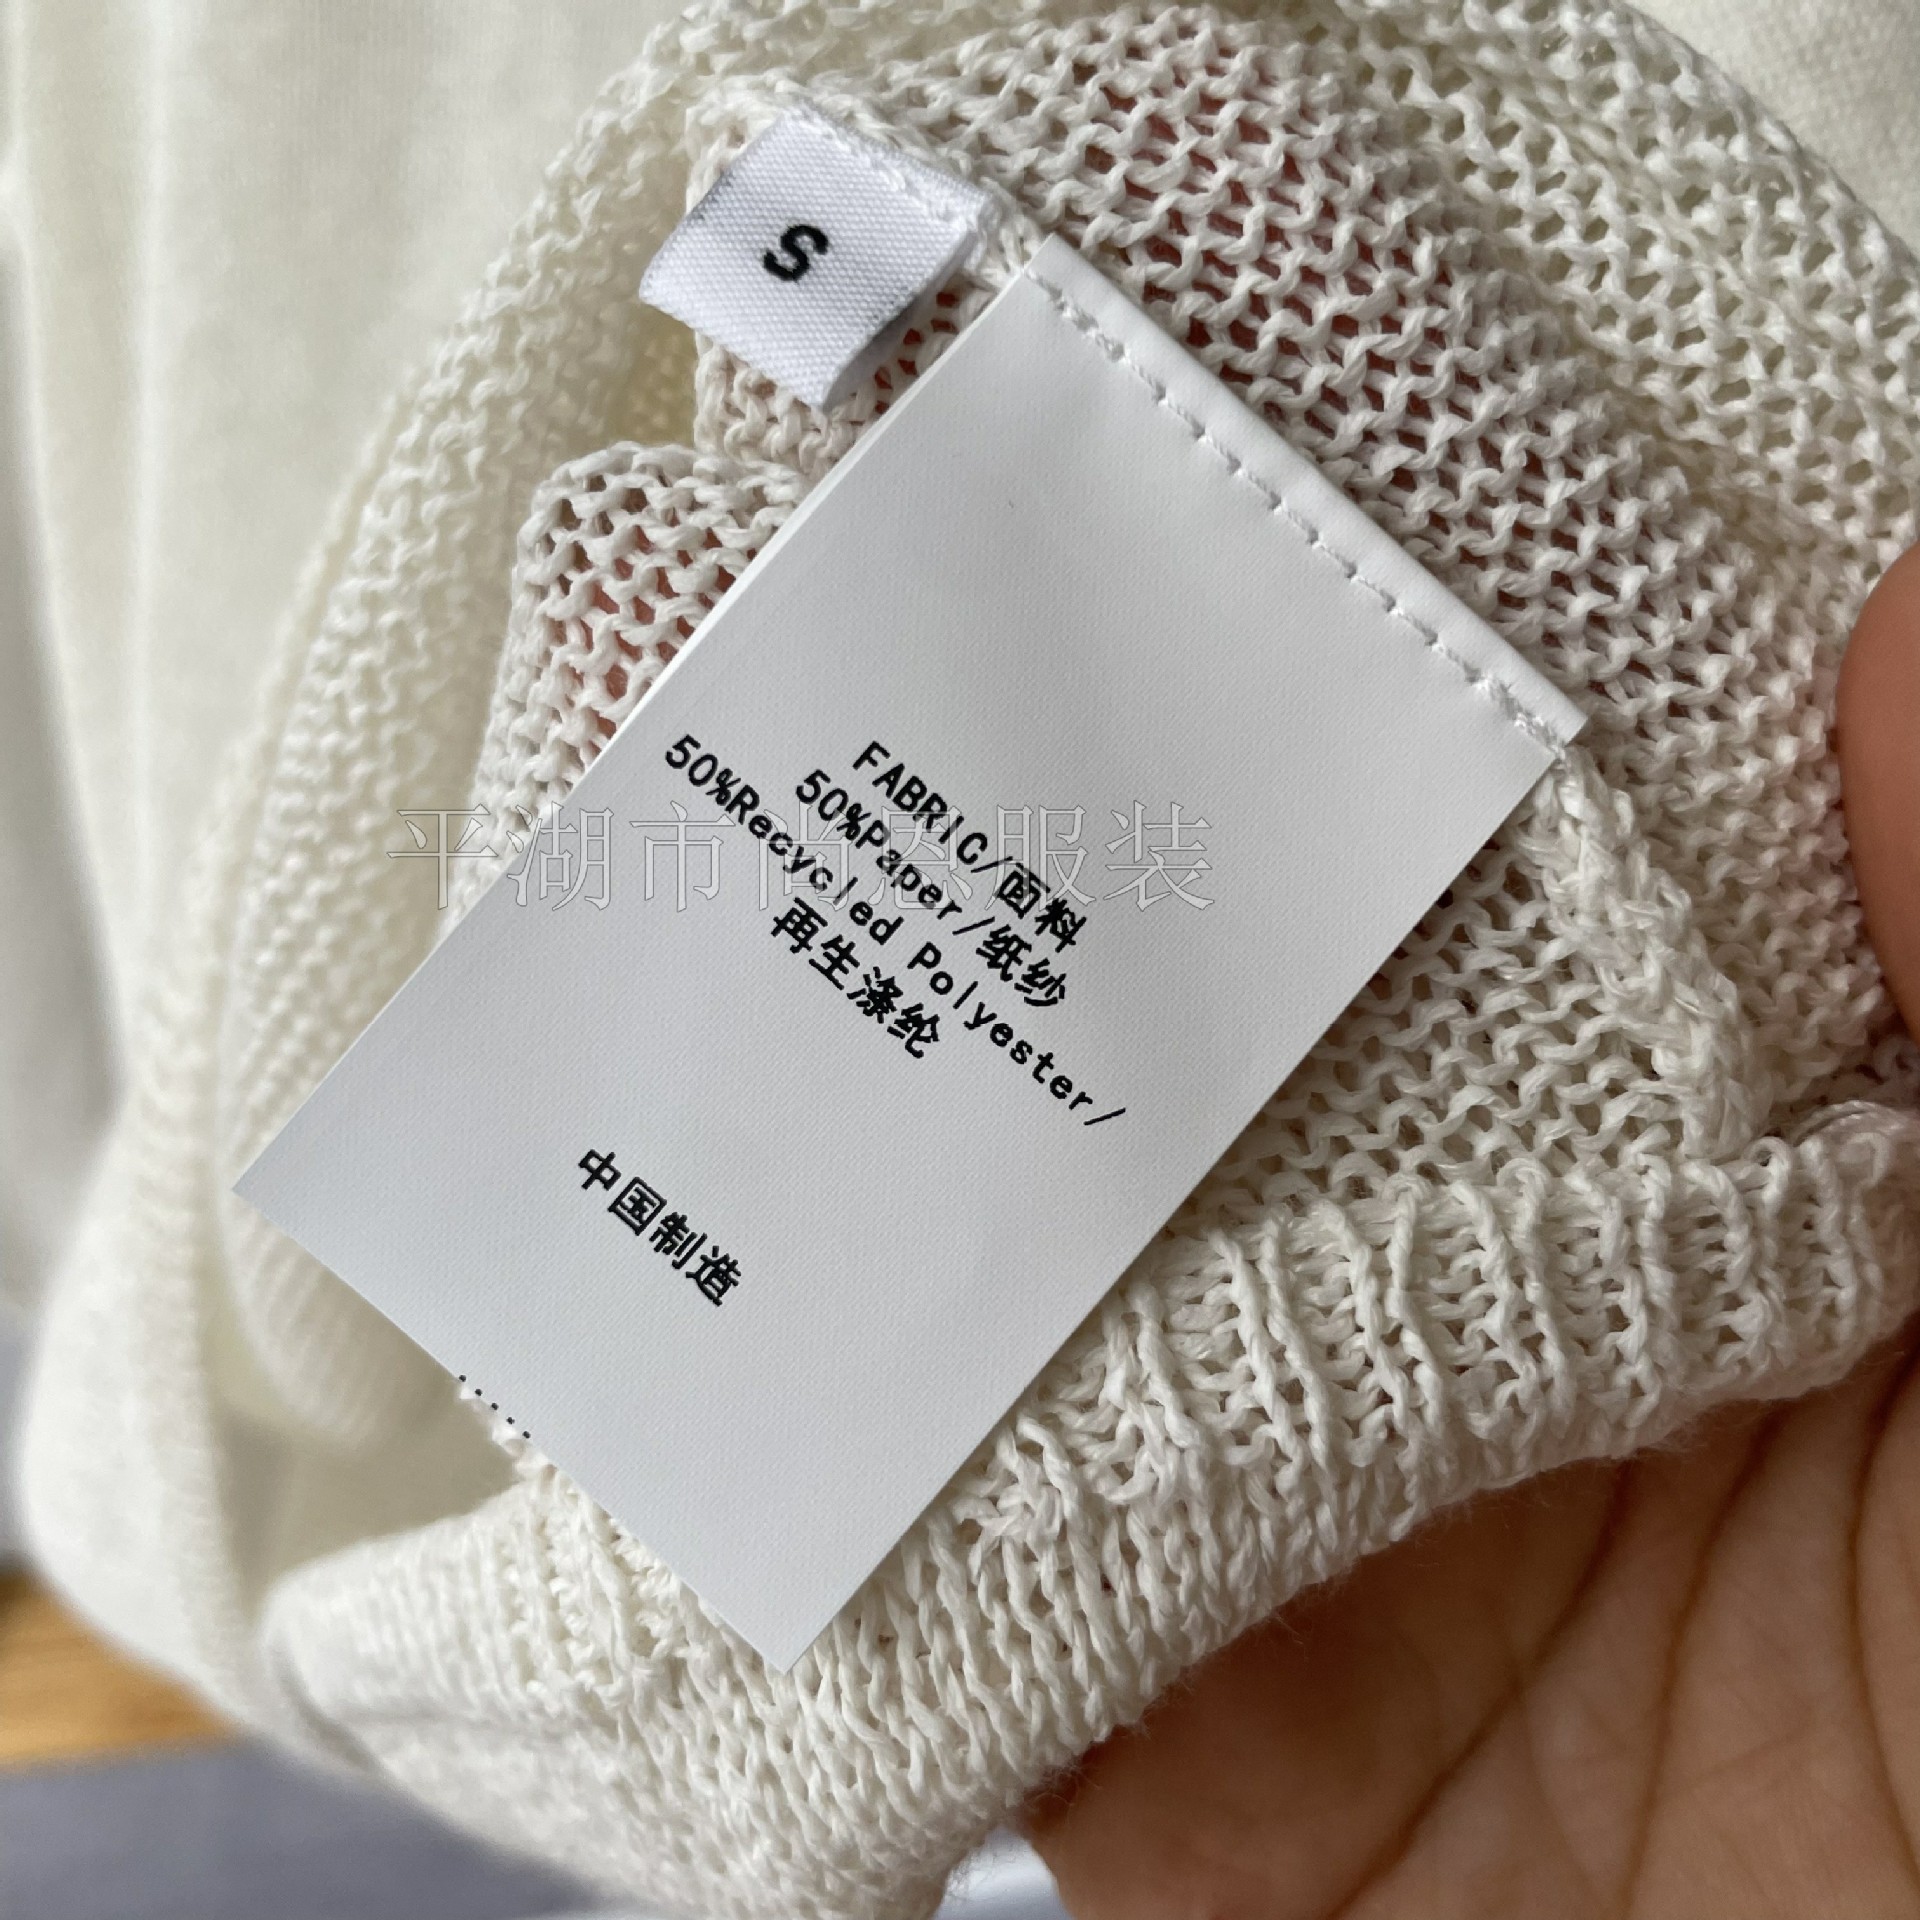 S
FABRIC/面料
50%Paper/纸纱
50%Recycled Polyester/
再生涤纶
中国制造
平湖市尚恩服装